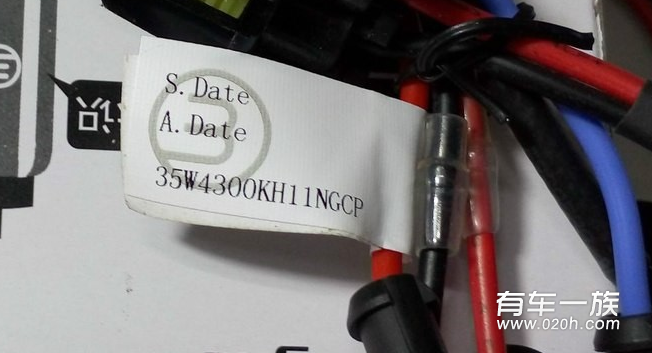 S.Date
A.Date
35W4300KH11NGCP
有车一族
www.020h.com